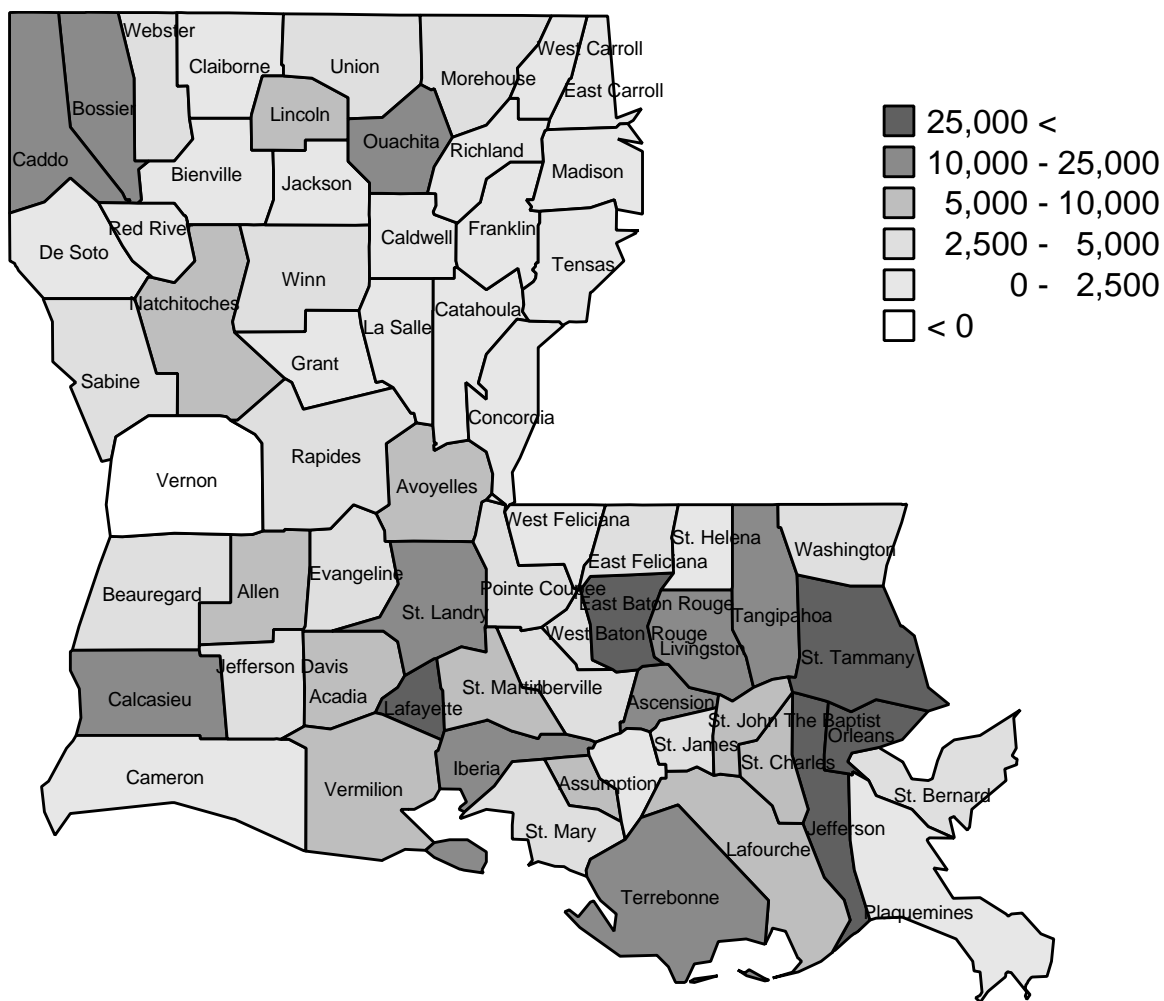 Webster
West Carroll
Claiborne
Union
Morehouse
East Carroll
Bossier
Lincoln
Ouachita
Richland
Caddo
Bienville
Jackson
Madison
Red River
Caldwell
Franklin
De Soto
Winn
Tensas
Natchitoches
La Salle
Catahoula
Grant
Sabine
Concordia
Vernon
Rapides
Avoyelles
25,000 <
10,000 - 25,000
5,000 - 10,000
2,500 - 5,000
0 - 2,500
< 0
West Feliciana
St. Helena
Washington
East Feliciana
Evangeline
Beauregard
Allen
Pointe Coupee
East Baton Rouge
St. Landry
Tangipahoa
West Baton Rouge
Livingston
St. Tammany
Jefferson Davis
Calcasieu
Acadia
St. Martin
Iberville
Lafayette
Ascension
St. John The Baptist
Orleans
St. James
Cameron
Iberia
St. Charles
Vermilion
Assumption
St. Bernard
St. Mary
Jefferson
Lafourche
Terrebonne
Plaquemines